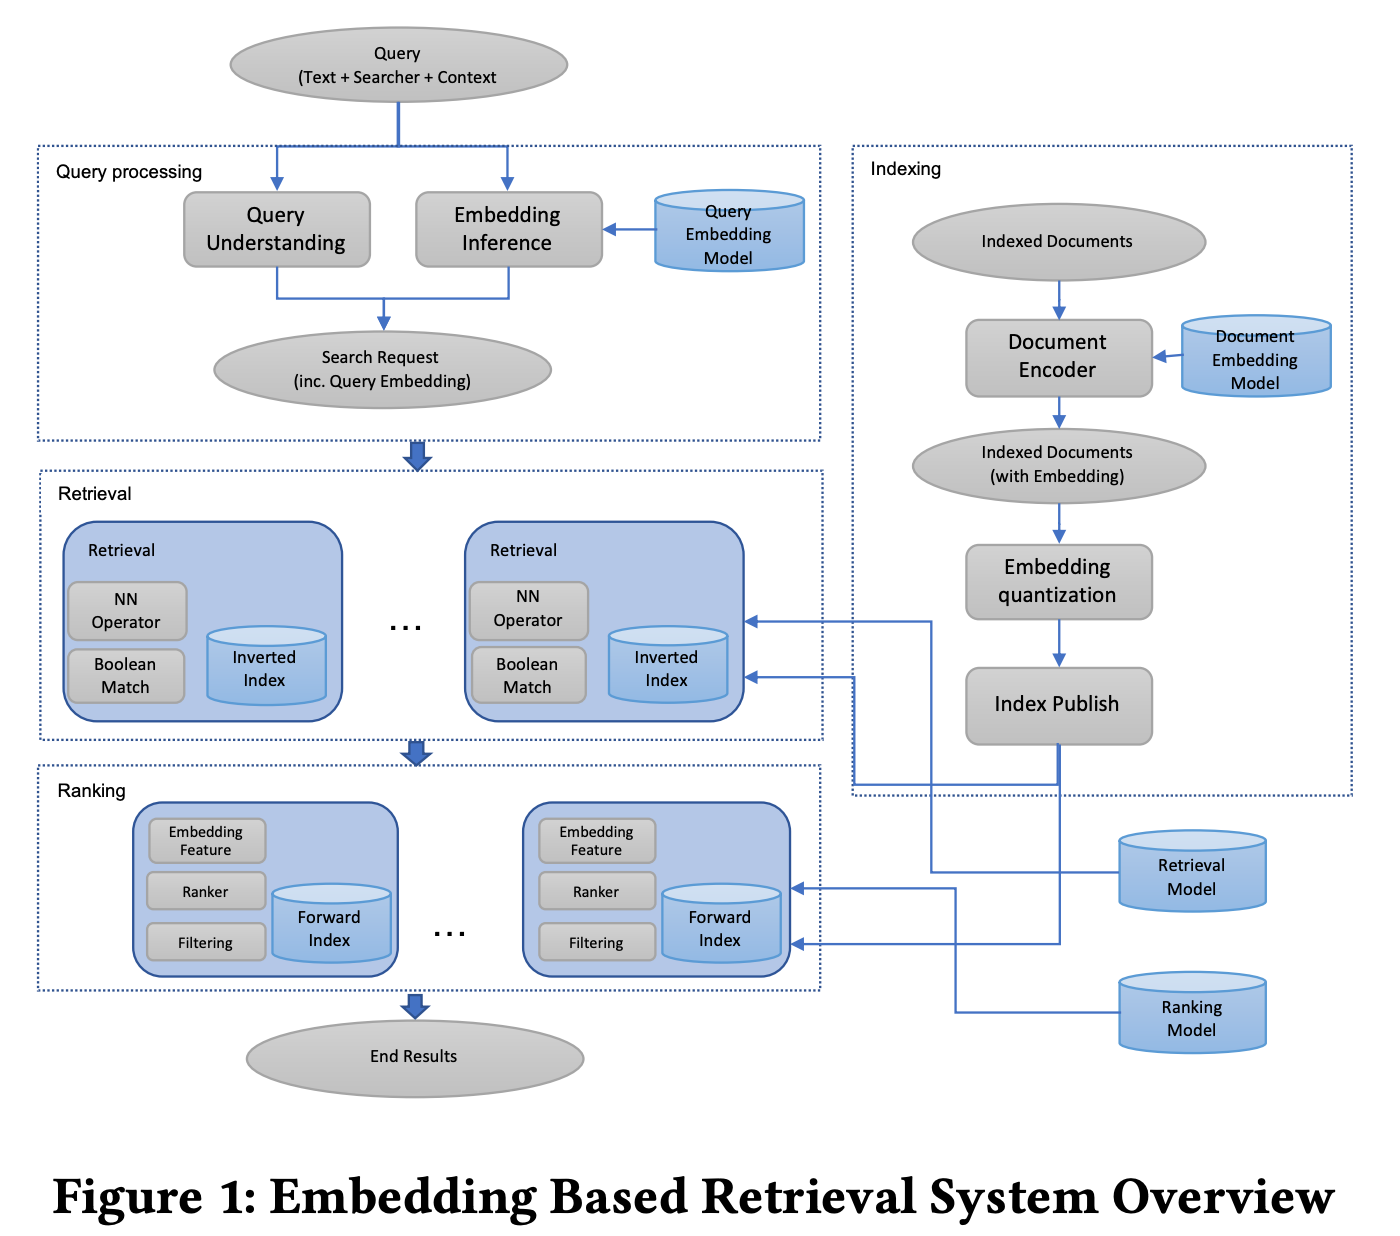 Query
(Text + Searcher + Context
Query processing
Query
Understanding
Embedding
Inference
Query
Embedding
Model
Search Request
(inc. Query Embedding)
Indexing
Indexed Documents
Document
Encoder
Document
Embedding
Model
Indexed Documents
(with Embedding)
Embedding
quantization
Index Publish
Retrieval
Retrieval
NN
Operator
Boolean
Match
Inverted
Index
...
Retrieval
NN
Operator
Boolean
Match
Inverted
Index
Ranking
Embedding
Feature
Ranker
Filtering
Forward
Index
...
Embedding
Feature
Ranker
Filtering
Forward
Index
Retrieval
Model
Ranking
Model
End Results
Figure 1: Embedding Based Retrieval System Overview